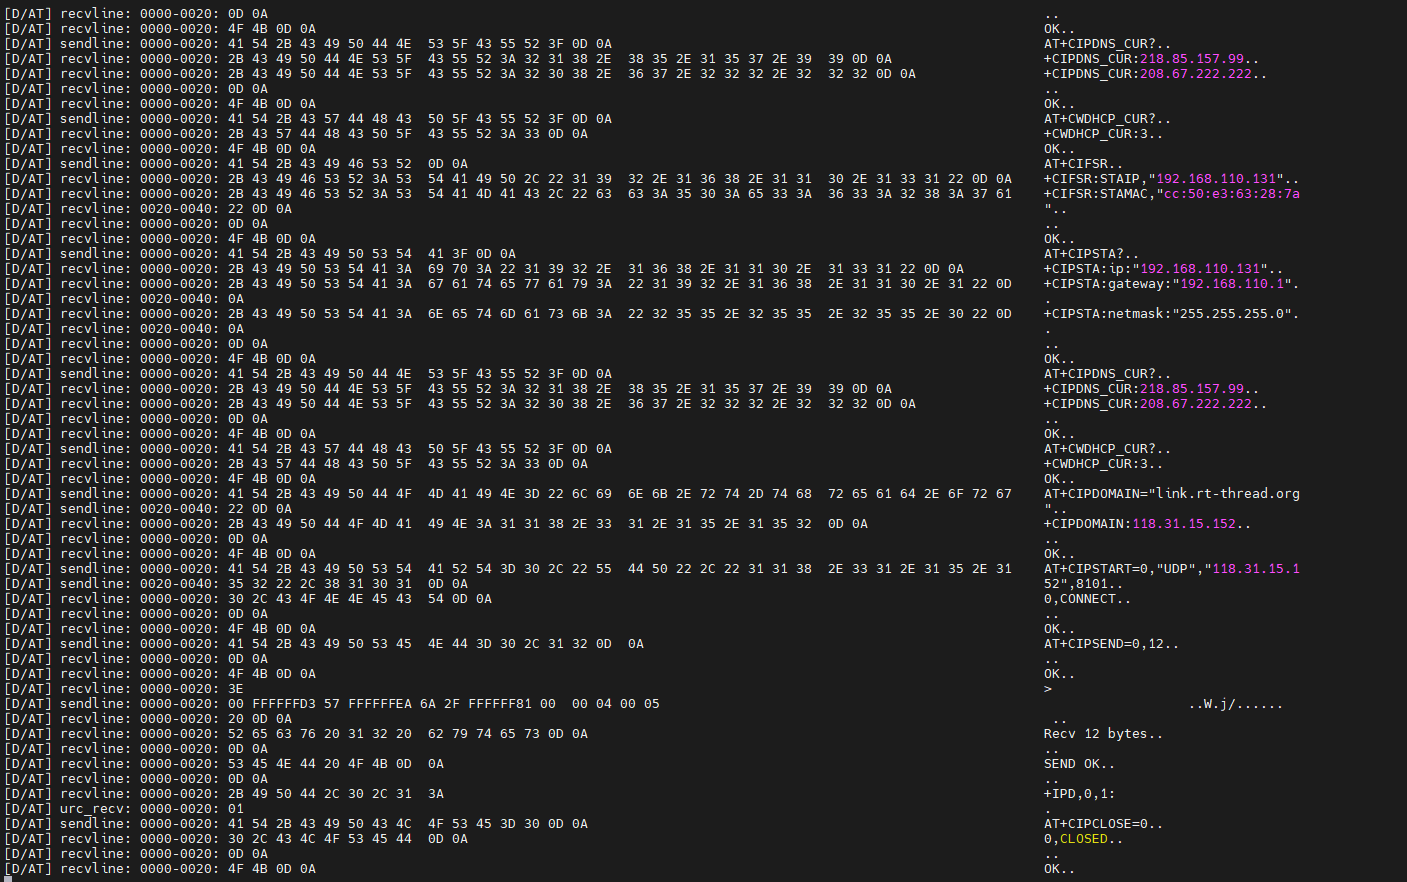 [D/AT] recvline: 0000-0020: 0D 0A ..
[D/AT] recvline: 0000-0020: 4F 4B 0D 0A OK..
[D/AT] sendline: 0000-0020: 41 54 2B 43 49 50 44 4E  53 5F 43 55 52 3F 0D 0A AT+CIPDNS_CUR?..
[D/AT] recvline: 0000-0020: 2B 43 49 50 44 4E 53 5F  43 55 52 3A 32 31 38 2E  38 35 2E 31 35 37 2E 39  39 0D 0A +CIPDNS_CUR:218.85.157.99..
[D/AT] recvline: 0000-0020: 2B 43 49 50 44 4E 53 5F  43 55 52 3A 32 30 38 2E  36 37 2E 32 32 32 2E 32  32 32 0D 0A +CIPDNS_CUR:208.67.222.222..
[D/AT] recvline: 0000-0020: 0D 0A ..
[D/AT] recvline: 0000-0020: 4F 4B 0D 0A OK..
[D/AT] sendline: 0000-0020: 41 54 2B 43 57 44 48 43  50 5F 43 55 52 3F 0D 0A AT+CWDHCP_CUR?..
[D/AT] recvline: 0000-0020: 2B 43 57 44 48 43 50 5F  43 55 52 3A 33 0D 0A +CWDHCP_CUR:3..
[D/AT] recvline: 0000-0020: 4F 4B 0D 0A OK..
[D/AT] sendline: 0000-0020: 41 54 2B 43 49 46 53 52  0D 0A AT+CIFSR..
[D/AT] recvline: 0000-0020: 2B 43 49 46 53 52 3A 53  54 41 49 50 2C 22 31 39  32 2E 31 36 38 2E 31 31  30 2E 31 33 31 22 0D 0A +CIFSR:STAIP,"192.168.110.131"..
[D/AT] recvline: 0000-0020: 2B 43 49 46 53 52 3A 53  54 41 4D 41 43 2C 22 63  63 3A 35 30 3A 65 33 3A  36 33 3A 32 38 3A 37 61 +CIFSR:STAMAC,"cc:50:e3:63:28:7a
[D/AT] recvline: 0020-0040: 22 0D 0A "..
[D/AT] recvline: 0000-0020: 0D 0A ..
[D/AT] recvline: 0000-0020: 4F 4B 0D 0A OK..
[D/AT] sendline: 0000-0020: 41 54 2B 43 49 50 53 54  41 3F 0D 0A AT+CIPSTA?..
[D/AT] recvline: 0000-0020: 2B 43 49 50 53 54 41 3A  69 70 3A 22 31 39 32 2E  31 36 38 2E 31 31 30 2E  31 33 31 22 0D 0A +CIPSTA:ip:"192.168.110.131"..
[D/AT] recvline: 0000-0020: 2B 43 49 50 53 54 41 3A  67 61 74 65 77 61 79 3A  22 31 39 32 2E 31 36 38  2E 31 31 30 2E 31 22 0D +CIPSTA:gateway:"192.168.110.1".
[D/AT] recvline: 0020-0040: 0A .
[D/AT] recvline: 0000-0020: 2B 43 49 50 53 54 41 3A  6E 65 74 6D 61 73 6B 3A  22 32 35 35 2E 32 35 35  2E 32 35 35 2E 30 22 0D +CIPSTA:netmask:"255.255.255.0".
[D/AT] recvline: 0020-0040: 0A .
[D/AT] recvline: 0000-0020: 0D 0A ..
[D/AT] recvline: 0000-0020: 4F 4B 0D 0A OK..
[D/AT] sendline: 0000-0020: 41 54 2B 43 49 50 44 4E  53 5F 43 55 52 3F 0D 0A AT+CIPDNS_CUR?..
[D/AT] recvline: 0000-0020: 2B 43 49 50 44 4E 53 5F  43 55 52 3A 32 31 38 2E  38 35 2E 31 35 37 2E 39  39 0D 0A +CIPDNS_CUR:218.85.157.99..
[D/AT] recvline: 0000-0020: 2B 43 49 50 44 4E 53 5F  43 55 52 3A 32 30 38 2E  36 37 2E 32 32 32 2E 32  32 32 0D 0A +CIPDNS_CUR:208.67.222.222..
[D/AT] recvline: 0000-0020: 0D 0A ..
[D/AT] recvline: 0000-0020: 4F 4B 0D 0A OK..
[D/AT] sendline: 0000-0020: 41 54 2B 43 57 44 48 43  50 5F 43 55 52 3F 0D 0A AT+CWDHCP_CUR?..
[D/AT] recvline: 0000-0020: 2B 43 57 44 48 43 50 5F  43 55 52 3A 33 0D 0A +CWDHCP_CUR:3..
[D/AT] recvline: 0000-0020: 4F 4B 0D 0A OK..
[D/AT] sendline: 0000-0020: 41 54 2B 43 49 50 44 4F  4D 41 49 4E 3D 22 6C 69  6E 6B 2E 72 74 2D 74 68  72 65 61 64 2E 6F 72 67 AT+CIPDOMAIN="link.rt-thread.org
[D/AT] sendline: 0020-0040: 22 0D 0A "..
[D/AT] recvline: 0000-0020: 2B 43 49 50 44 4F 4D 41  49 4E 3A 31 31 38 2E 33  31 2E 31 35 2E 31 35 32  0D 0A +CIPDOMAIN:118.31.15.152..
[D/AT] recvline: 0000-0020: 0D 0A ..
[D/AT] recvline: 0000-0020: 4F 4B 0D 0A OK..
[D/AT] sendline: 0000-0020: 41 54 2B 43 49 50 53 54  41 52 54 3D 30 2C 22 55  44 50 22 2C 22 31 31 38  2E 33 31 2E 31 35 2E 31 AT+CIPSTART=0,"UDP","118.31.15.1
[D/AT] sendline: 0020-0040: 35 32 22 2C 38 31 30 31  0D 0A 52",8101..
[D/AT] recvline: 0000-0020: 30 2C 43 4F 4E 4E 45 43  54 0D 0A 0,CONNECT..
[D/AT] recvline: 0000-0020: 0D 0A ..
[D/AT] recvline: 0000-0020: 4F 4B 0D 0A OK..
[D/AT] sendline: 0000-0020: 41 54 2B 43 49 50 53 45  4E 44 3D 30 2C 31 32 0D  0A AT+CIPSEND=0,12..
[D/AT] recvline: 0000-0020: 0D 0A ..
[D/AT] recvline: 0000-0020: 4F 4B 0D 0A OK..
[D/AT] recvline: 0000-0020: 3E >
[D/AT] sendline: 0000-0020: 00 FFFFFFD3 57 FFFFFFEA 6A 2F FFFFFF81 00  00 04 00 05 ..W.j/......
[D/AT] recvline: 0000-0020: 20 0D 0A ..
[D/AT] recvline: 0000-0020: 52 65 63 76 20 31 32 20  62 79 74 65 73 0D 0A Recv 12 bytes..
[D/AT] recvline: 0000-0020: 0D 0A ..
[D/AT] recvline: 0000-0020: 53 45 4E 44 20 4F 4B 0D  0A SEND OK..
[D/AT] recvline: 0000-0020: 0D 0A ..
[D/AT] recvline: 0000-0020: 2B 49 50 44 2C 30 2C 31  3A +IPD,0,1:
[D/AT] urc_recv: 0000-0020: 01 .
[D/AT] sendline: 0000-0020: 41 54 2B 43 49 50 43 4C  4F 53 45 3D 30 0D 0A AT+CIPCLOSE=0..
[D/AT] recvline: 0000-0020: 30 2C 43 4C 4F 53 45 44  0D 0A 0,CLOSED..
[D/AT] recvline: 0000-0020: 0D 0A ..
[D/AT] recvline: 0000-0020: 4F 4B 0D 0A OK..